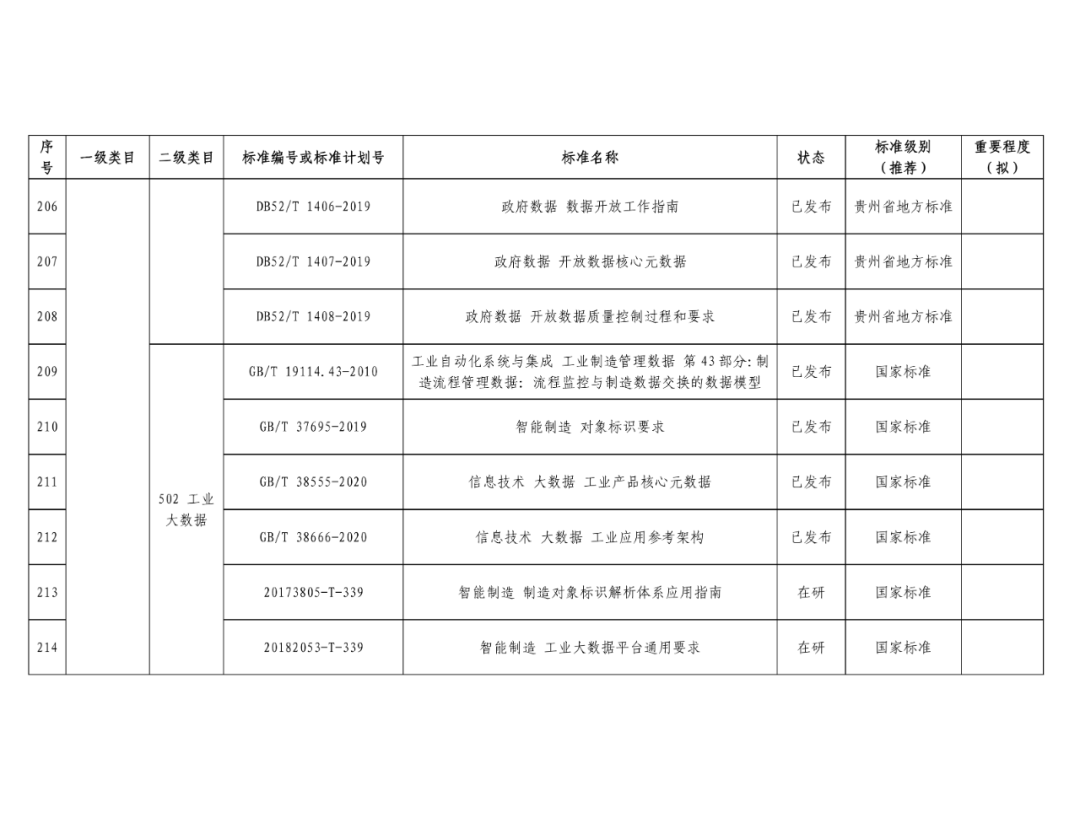 序号 一级类目 二级类目 标准编号或标准计划号 标准名称 状态 标准级别（推荐） 重要程度（拟）
206 DB52/T 1406-2019 政府数据 数据开放工作指南 已发布 贵州省地方标准
207 DB52/T 1407-2019 政府数据 开放数据核心元数据 已发布 贵州省地方标准
208 DB52/T 1408-2019 政府数据 开放数据质量控制过程和要求 已发布 贵州省地方标准
502 工业
大数据
209 GB/T 19114.43-2010 工业自动化系统与集成 工业制造管理数据 第 43 部分：制
造流程管理数据：流程监控与制造数据交换的数据模型 已发布 国家标准
210 GB/T 37695-2019 智能制造 对象标识要求 已发布 国家标准
211 GB/T 38555-2020 信息技术 大数据 工业产品核心元数据 已发布 国家标准
212 GB/T 38666-2020 信息技术 大数据 工业应用参考架构 已发布 国家标准
213 20173805-T-339 智能制造 制造对象标识解析体系应用指南 在研 国家标准
214 20182053-T-339 智能制造 工业大数据平台通用要求 在研 国家标准